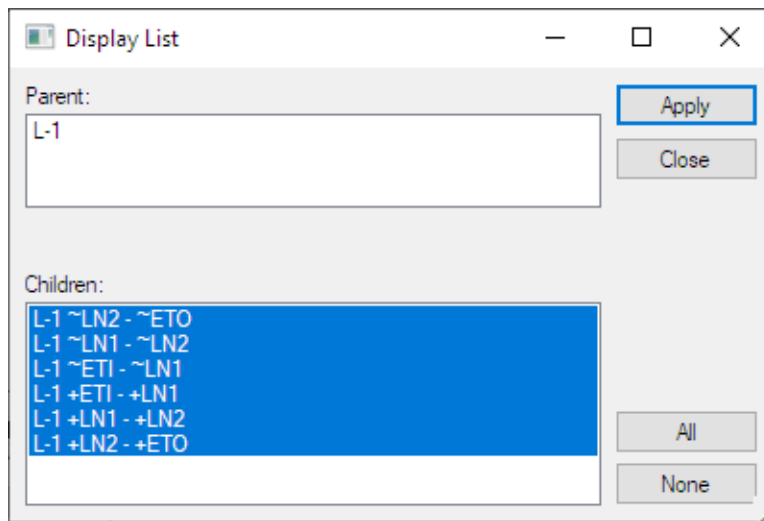 Display List
Parent:
Apply
L-1
Close
Children:
L-1 ~LN2 - ~ETO
L-1 ~LN1 - ~LN2
L-1 ~ETI - ~LN1
L-1 +ETI - +LN1
L-1 +LN1 - +LN2
L-1 +LN2 - +ETO
All
None